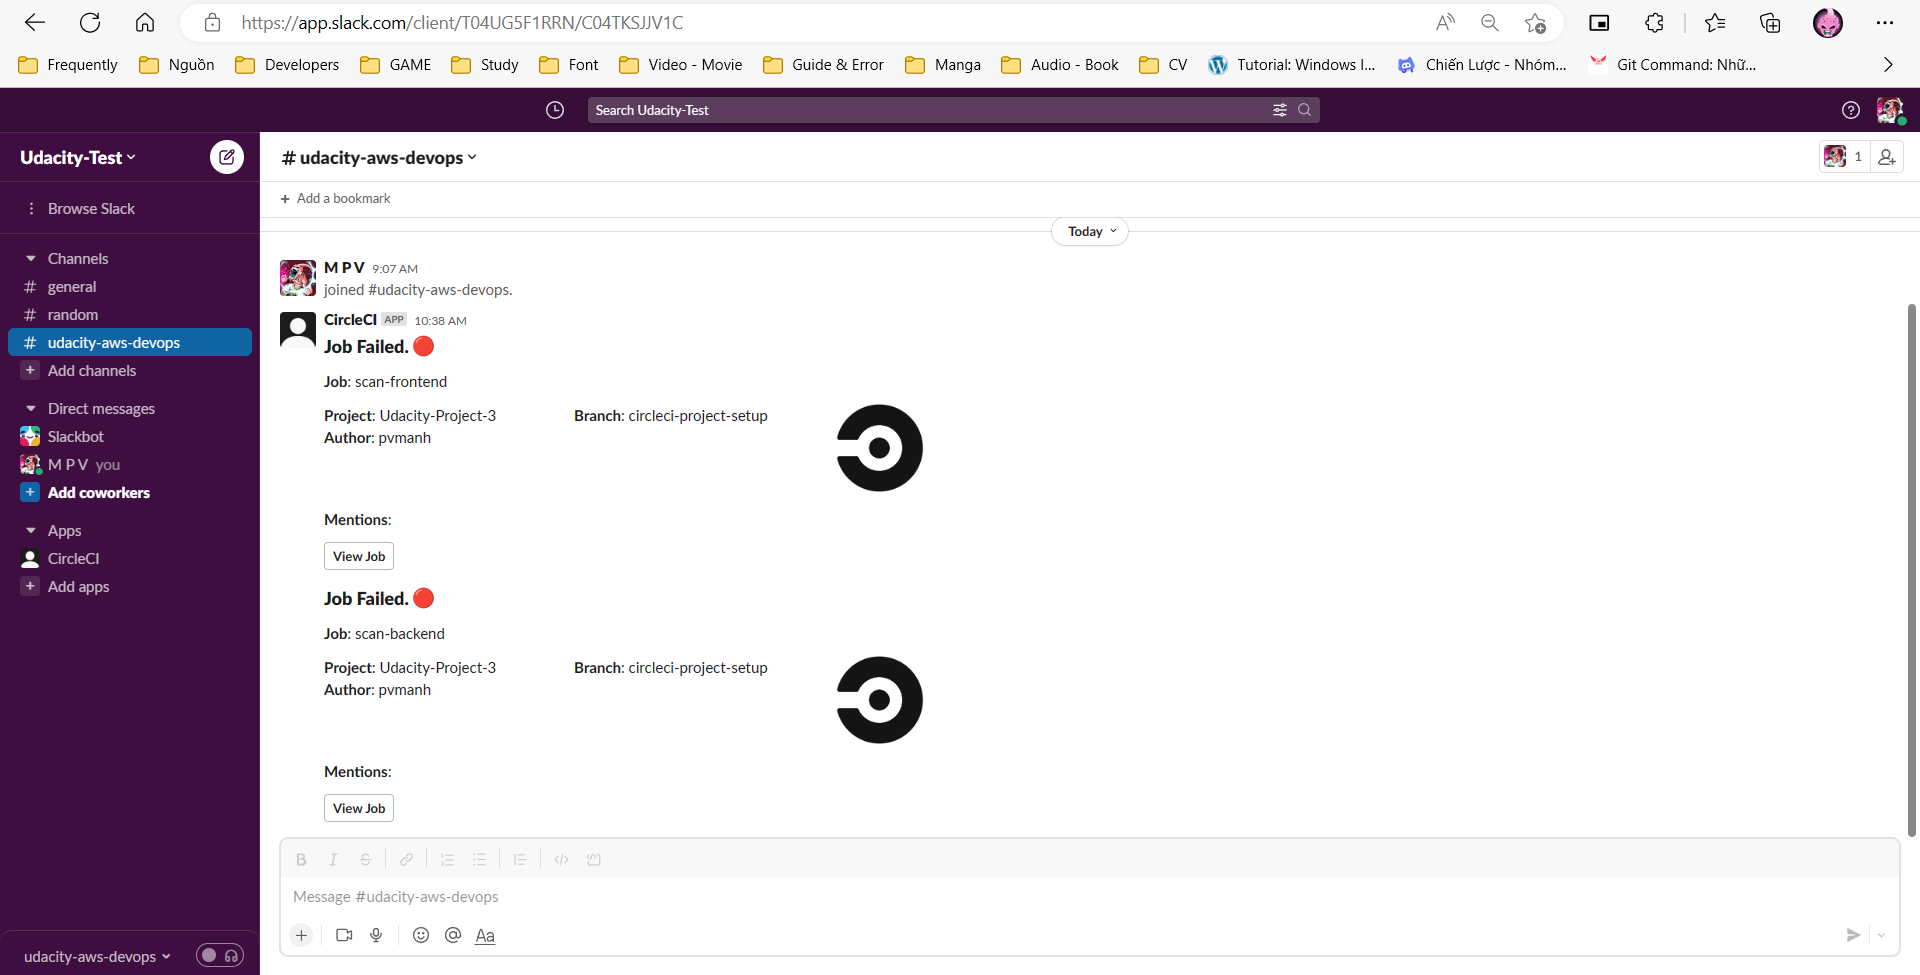 https://app.slack.com/client/T04UG5F1RRN/C04TKSJJV1C
Frequently Nguồn Developers GAME Study Font Video - Movie Guide & Error Manga Audio - Book CV Tutorial: Windows I... Chiến Lược - Nhóm... Git Command: Nhữ...
Search Udacity-Test
Udacity-Test
Browse Slack
Channels
# general
# random
# udacity-aws-devops
+ Add channels
Direct messages
Slackbot
M P V you
+ Add coworkers
Apps
CircleCI
+ Add apps
udacity-aws-devops
# udacity-aws-devops
1
+ Add a bookmark
Today
M P V 9:07 AM
joined #udacity-aws-devops.
CircleCI APP 10:38 AM
Job Failed.
Job: scan-frontend
Project: Udacity-Project-3 Branch: circleci-project-setup
Author: pvmanh
Mentions:
View Job
Job Failed.
Job: scan-backend
Project: Udacity-Project-3 Branch: circleci-project-setup
Author: pvmanh
Mentions:
View Job
Message #udacity-aws-devops
Aa